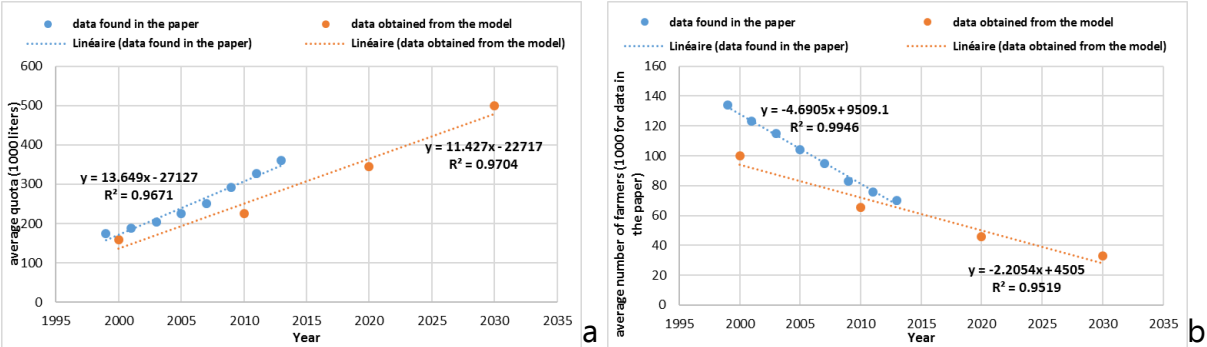 data found in the paper
data obtained from the model
Linéaire (data found in the paper)
Linéaire (data obtained from the model)
average quota (1000 liters)
600
500
400
300
200
100
0
y = 13.649x - 27127
R² = 0.9671
y = 11.427x - 22717
R² = 0.9704
1995 2000 2005 2010 2015 2020 2025 2030 2035
Year
a
data found in the paper
data obtained from the model
Linéaire (data found in the paper)
Linéaire (data obtained from the model)
average number of farmers (1000 for data in
the paper)
160
140
120
100
80
60
40
20
0
y = -4.6905x + 9509.1
R² = 0.9946
y = -2.2054x + 4505
R² = 0.9519
1995 2000 2005 2010 2015 2020 2025 2030 2035
Year
b